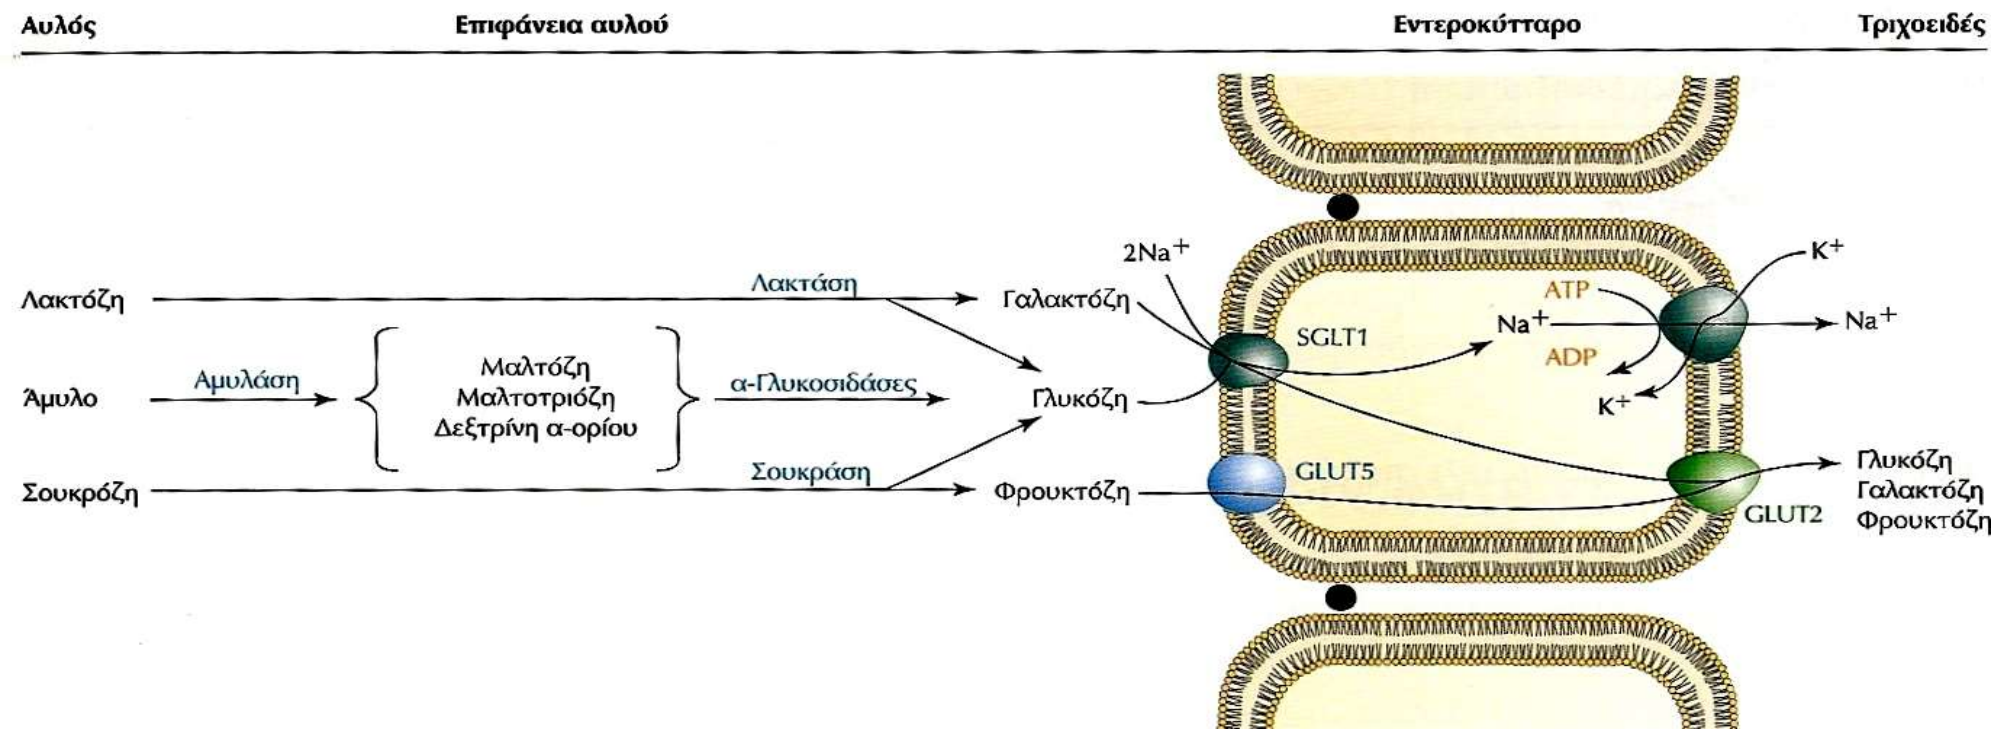 Αυλός Επιφάνεια αυλού Εντεροκύτταρο Τριχοειδές
2Na+
K+
Λακτόζη Λακτάση Γαλακτόζη
ATP
SGLT1 Na+ Na+
ADP
Άμυλο Αμυλάση Μαλτόζη
Μαλτοτριόζη
Δεξτρίνη α-ορίου
α-Γλυκοσιδάσες Γλυκόζη
K+
Σουκρόζη Σουκράση Φρουκτόζη
GLUT5
GLUT2
Γλυκόζη
Γαλακτόζη
Φρουκτόζη